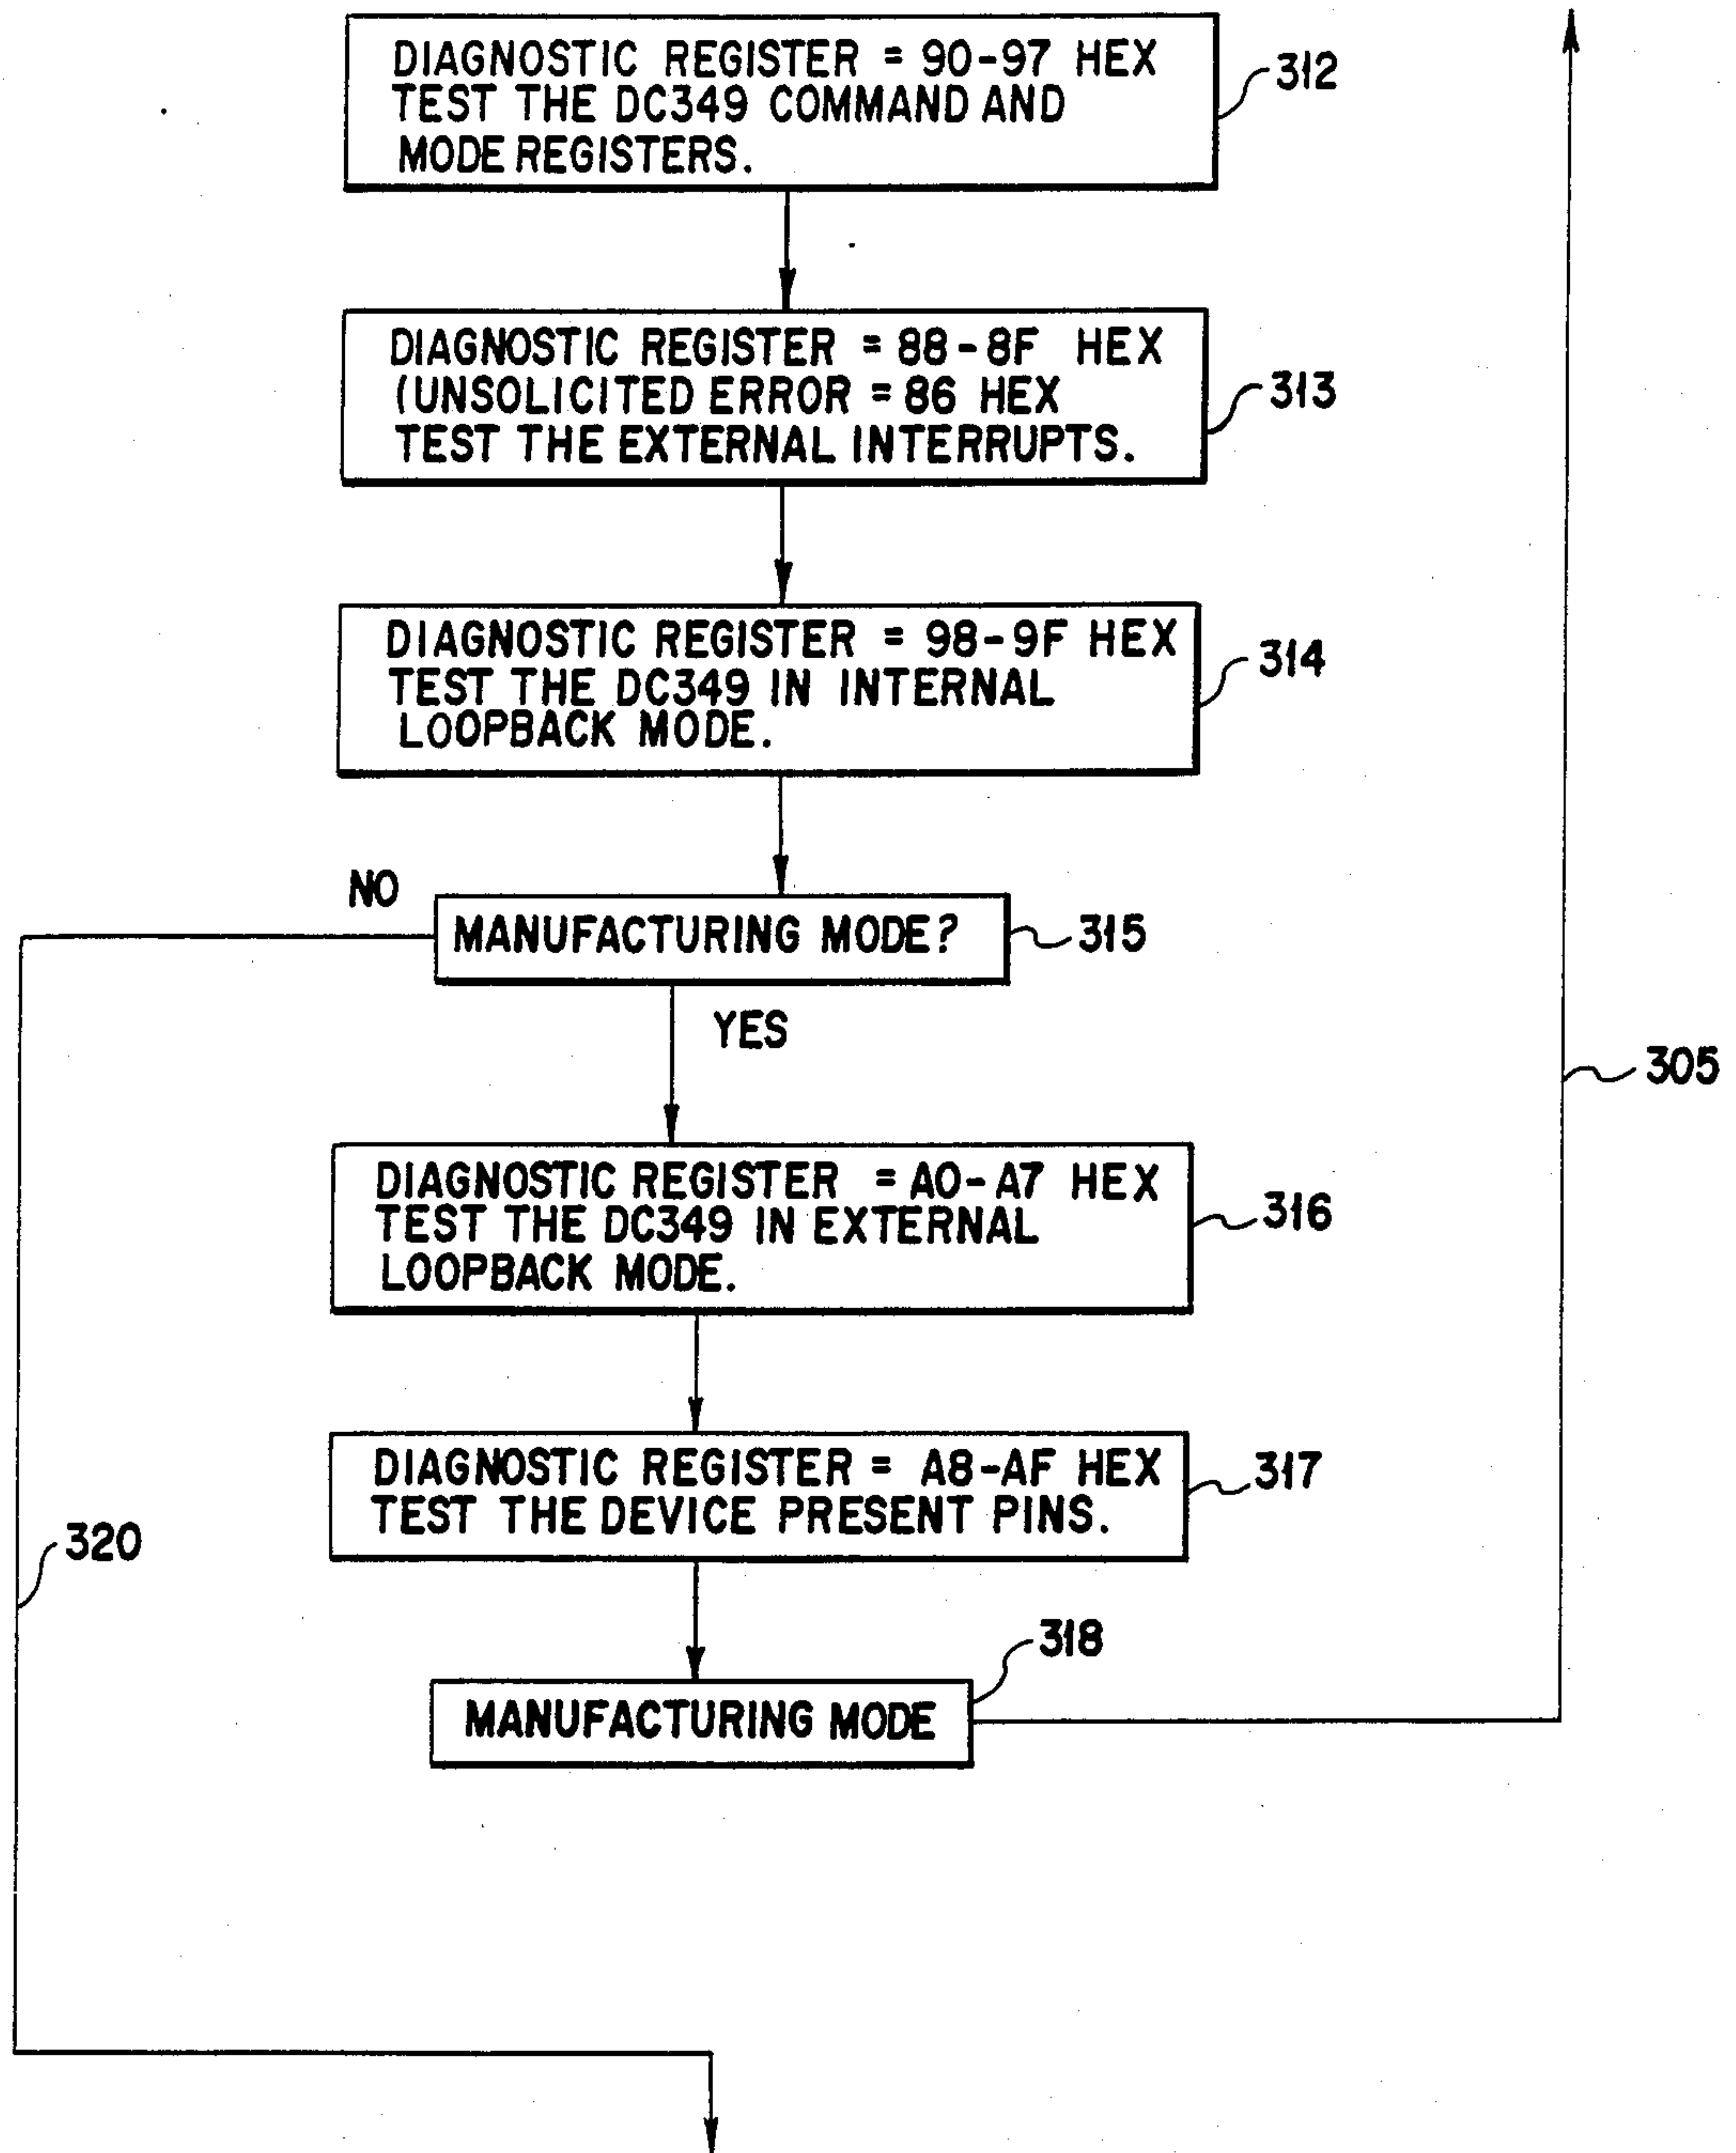 DIAGNOSTIC REGISTER = 90-97 HEX
TEST THE DC349 COMMAND AND
MODE REGISTERS.
312
DIAGNOSTIC REGISTER = 88-8F HEX
(UNSOLICITED ERROR = 86 HEX
TEST THE EXTERNAL INTERRUPTS.
313
DIAGNOSTIC REGISTER = 98-9F HEX
TEST THE DC349 IN INTERNAL
LOOPBACK MODE.
314
NO
MANUFACTURING MODE?
315
YES
305
DIAGNOSTIC REGISTER = A0-A7 HEX
TEST THE DC349 IN EXTERNAL
LOOPBACK MODE.
316
DIAGNOSTIC REGISTER = A8-AF HEX
TEST THE DEVICE PRESENT PINS.
317
320
318
MANUFACTURING MODE